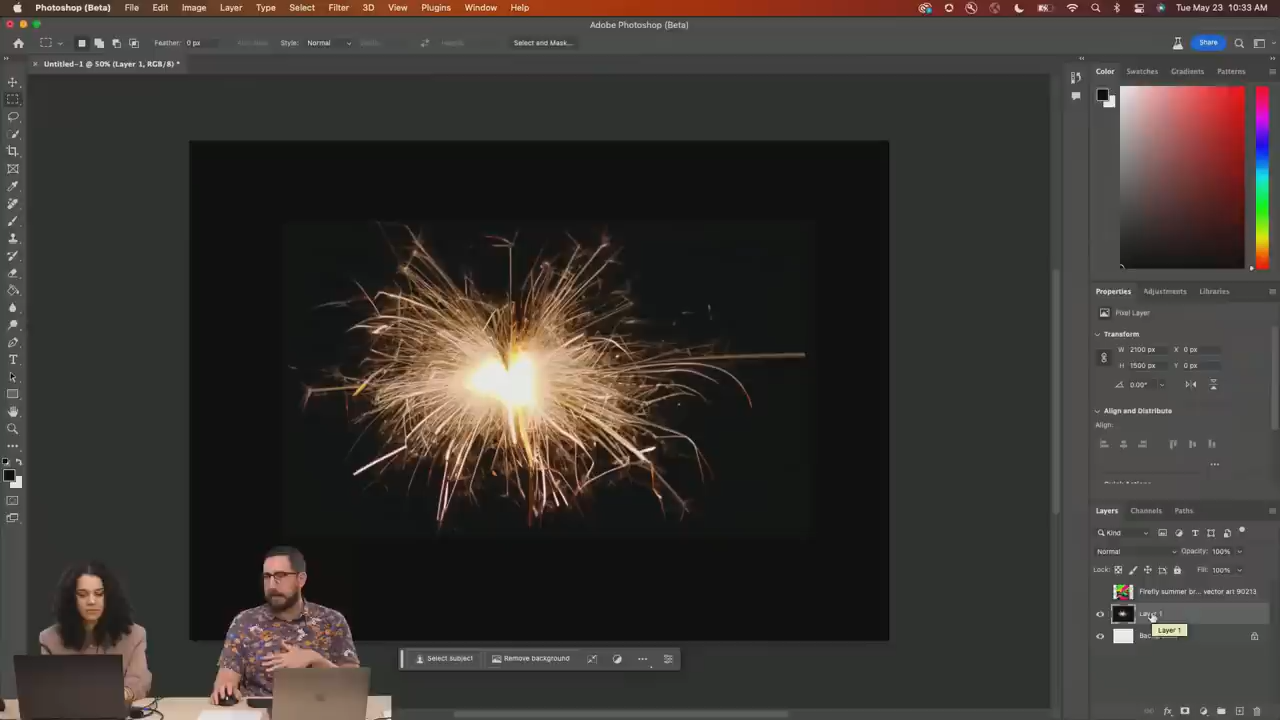 Photoshop (Beta) File Edit Image Layer Type Select Filter 3D View Plugins Window Help Tue May 23 10:33 AM
Adobe Photoshop (Beta)
Feather: 0 px Style: Normal Select and Mask... Share
Untitled-1 @ 50% (Layer 1, RGB/8) *
Color Swatches Gradients Patterns
Properties Adjustments Libraries
Pixel Layer
Transform
W 2100 px X 0 px
H 1500 px Y 0 px
0.00°
Align and Distribute
Align:
Layers Channels Paths
Kind
Normal Opacity: 100%
Lock: Fill: 100%
Firefly summer br... vector art 90213
Layer 1
Layer 1
Select subject Remove background